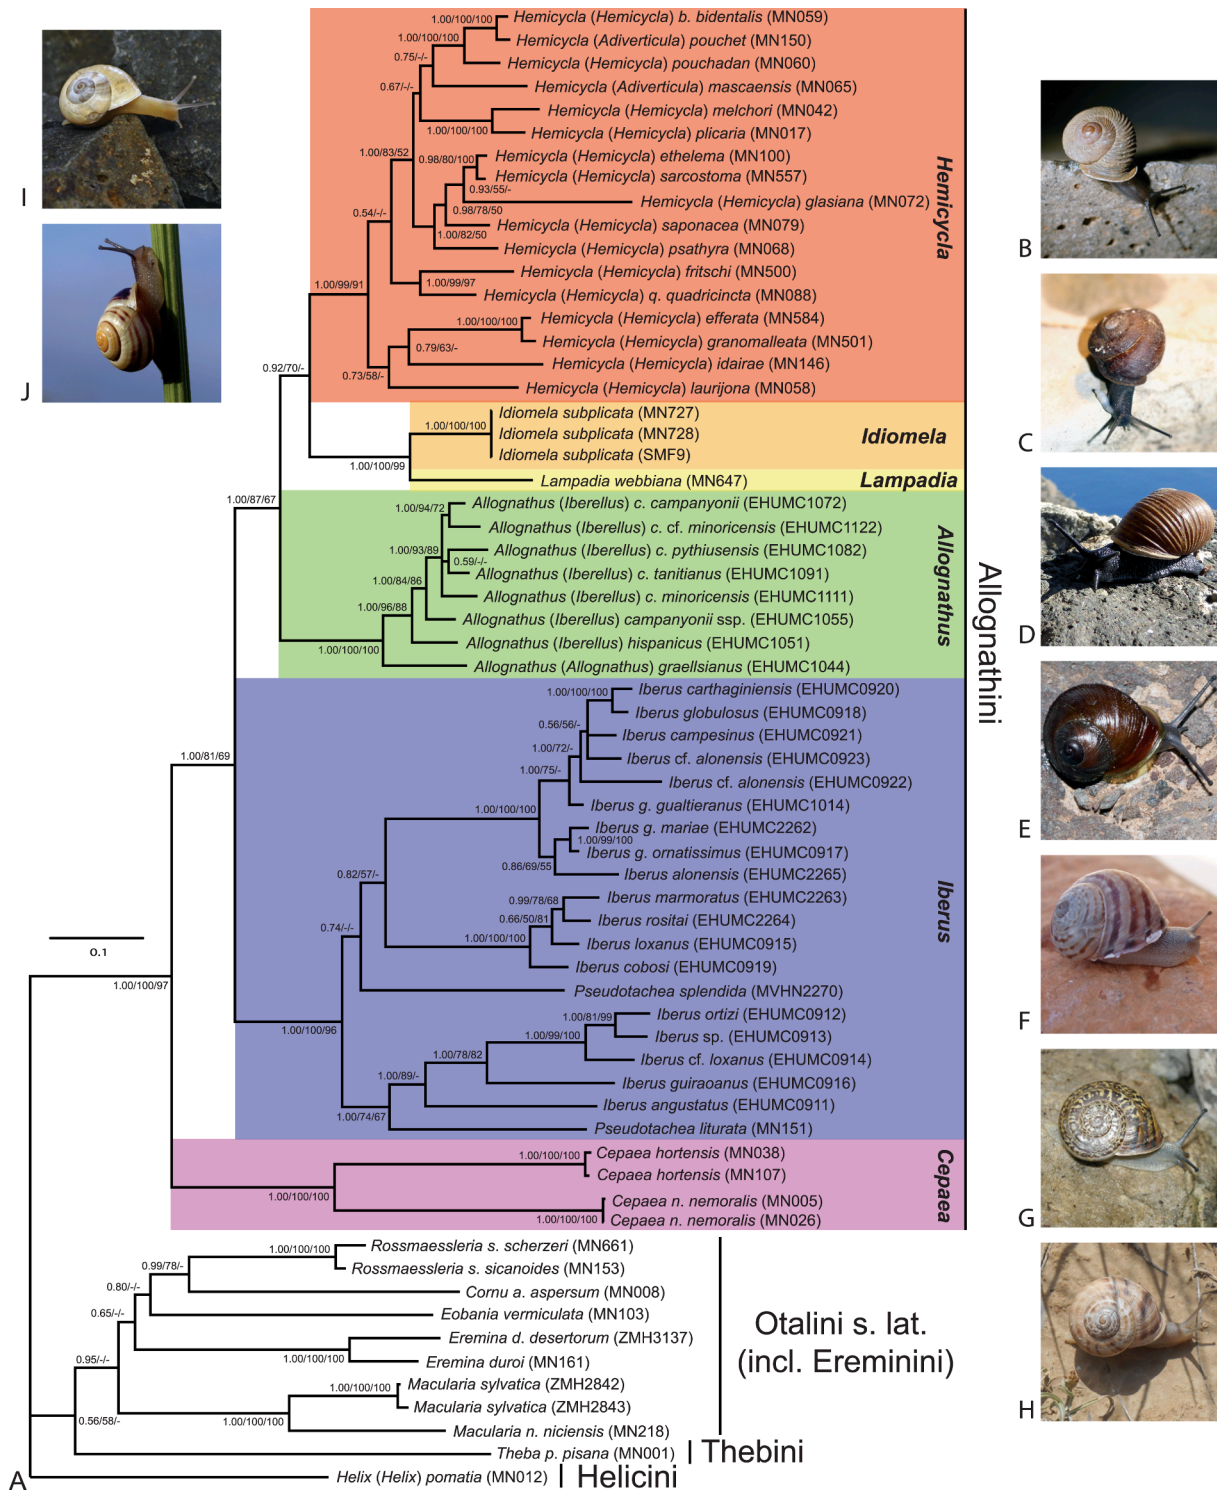 1.00/100/100
Hemicycla (Hemicycla) b. bidentalis (MN059)
1.00/100/100
Hemicycla (Adiverticula) pouchet (MN150)
0.75/-/-
Hemicycla (Hemicycla) pouchadan (MN060)
0.67/-/-
Hemicycla (Adiverticula) mascaensis (MN065)
Hemicycla (Hemicycla) melchori (MN042)
1.00/100/100
Hemicycla (Hemicycla) plicaria (MN017)
1.00/83/52
0.98/80/100
Hemicycla (Hemicycla) ethelema (MN100)
Hemicycla (Hemicycla) sarcostoma (MN557)
0.93/55/-
Hemicycla (Hemicycla) glasiana (MN072)
0.98/78/50
0.54/-/-
Hemicycla (Hemicycla) saponacea (MN079)
1.00/82/50
Hemicycla (Hemicycla) psathyra (MN068)
Hemicycla (Hemicycla) fritschi (MN500)
1.00/99/97
1.00/99/91
Hemicycla (Hemicycla) q. quadricincta (MN088)
Hemicycla (Hemicycla) efferata (MN584)
1.00/100/100
Hemicycla (Hemicycla) granomalleata (MN501)
0.79/63/-
Hemicycla (Hemicycla) idairae (MN146)
0.73/58/-
Hemicycla (Hemicycla) laurijona (MN058)
Hemicycla
0.92/70/-
Idiomela subplicata (MN727)
1.00/100/100
Idiomela subplicata (MN728)
Idiomela subplicata (SMF9)
Idiomela
1.00/100/99
Lampadia webbiana (MN647)
Lampadia
1.00/87/67
Allognathus (Iberellus) c. campanyonii (EHUMC1072)
1.00/94/72
Allognathus (Iberellus) c. cf. minoricensis (EHUMC1122)
1.00/93/89
Allognathus (Iberellus) c. pythiusensis (EHUMC1082)
0.59/-/-
Allognathus (Iberellus) c. tanitianus (EHUMC1091)
1.00/84/86
Allognathus (Iberellus) c. minoricensis (EHUMC1111)
1.00/96/88
Allognathus (Iberellus) campanyonii ssp. (EHUMC1055)
Allognathus (Iberellus) hispanicus (EHUMC1051)
1.00/100/100
Allognathus (Allognathus) graellsianus (EHUMC1044)
Allognathus
Allognathini
1.00/81/69
Iberus carthaginiensis (EHUMC0920)
1.00/100/100
Iberus globulosus (EHUMC0918)
0.56/56/-
Iberus campesinus (EHUMC0921)
1.00/72/-
Iberus cf. alonensis (EHUMC0923)
1.00/75/-
Iberus cf. alonensis (EHUMC0922)
1.00/100/100
Iberus g. gualtieranus (EHUMC1014)
Iberus g. mariae (EHUMC2262)
1.00/99/100
Iberus g. ornatissimus (EHUMC0917)
0.86/69/55
Iberus alonensis (EHUMC2265)
0.82/57/-
0.99/78/68
Iberus marmoratus (EHUMC2263)
0.66/50/81
Iberus rositai (EHUMC2264)
0.74/-/-
1.00/100/100
Iberus loxanus (EHUMC0915)
Iberus cobosi (EHUMC0919)
Pseudotachea splendida (MVHN2270)
1.00/100/96
1.00/81/99
Iberus ortizi (EHUMC0912)
1.00/99/100
Iberus sp. (EHUMC0913)
1.00/78/82
Iberus cf. loxanus (EHUMC0914)
1.00/89/-
Iberus guiraoanus (EHUMC0916)
Iberus angustatus (EHUMC0911)
1.00/74/67
Pseudotachea liturata (MN151)
Iberus
0.1
1.00/100/97
1.00/100/100
Cepaea hortensis (MN038)
Cepaea hortensis (MN107)
1.00/100/100
Cepaea n. nemoralis (MN005)
1.00/100/100
Cepaea n. nemoralis (MN026)
Cepaea
1.00/100/100
Rossmaessleria s. scherzeri (MN661)
0.99/78/-
Rossmaessleria s. sicanoides (MN153)
0.80/-/-
Cornu a. aspersum (MN008)
0.65/-/-
Eobania vermiculata (MN103)
Eremina d. desertorum (ZMH3137)
1.00/100/100
Eremina duroi (MN161)
0.95/-/-
1.00/100/100
Macularia sylvatica (ZMH2842)
Macularia sylvatica (ZMH2843)
0.56/58/-
1.00/100/100
Macularia n. niciensis (MN218)
Otalini s. lat.
(incl. Ereminini)
Theba p. pisana (MN001)
Thebini
Helix (Helix) pomatia (MN012)
Helicini
A
B
C
D
E
F
G
H
I
J